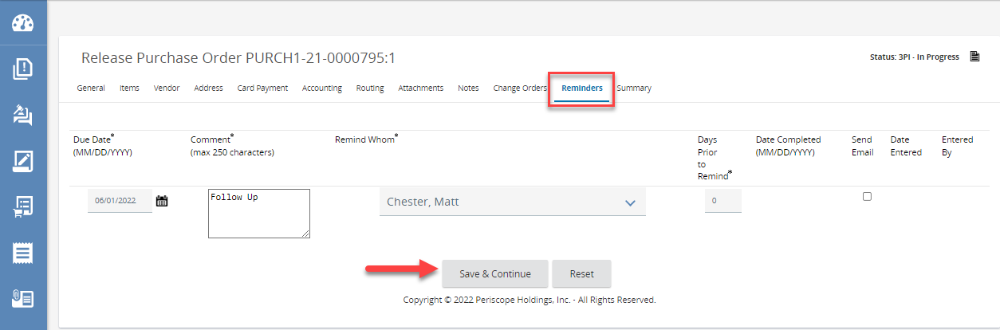 Release Purchase Order PURCH1-21-0000795:1
Status: 3PI - In Progress
General Items Vendor Address Card Payment Accounting Routing Attachments Notes Change Orders Reminders Summary
Due Date* Comment* Remind Whom* Days Date Completed Send Date Entered
(MM/DD/YYYY) (max 250 characters) Prior (MM/DD/YYYY) Email Entered By
to
Remind*
06/01/2022 Follow Up Chester, Matt 0
Save & Continue Reset
Copyright © 2022 Periscope Holdings, Inc. - All Rights Reserved.